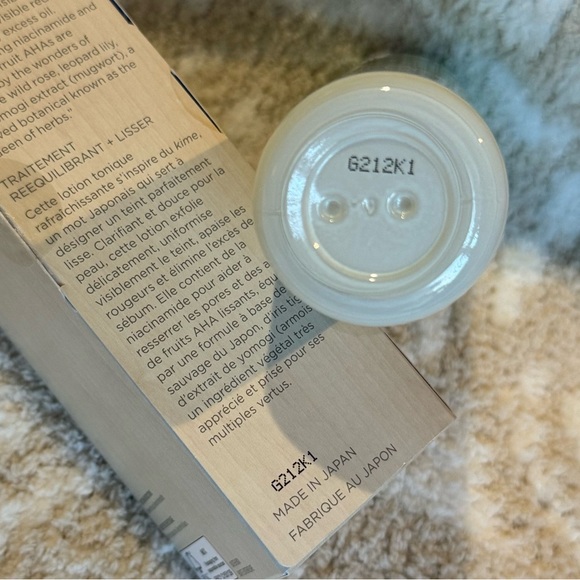 visible red
excess oil.
ng niacinamide and
fruit AHAs are
by the wonders of
e wild rose, leopard lily,
mogi extract (mugwort), a
ved botanical known as the
ueen of herbs."
TRAITEMENT
REEQUILIBRANT + LISSER
Cette lotion tonique
rafraîchissante s'inspire du kime,
un mot Japonais qui sert à
désigner un teint parfaitement
lisse. Clarifiant et douce pour la
peau, cette lotion exfolie
délicatement, uniformise
visiblement le teint, apaise les
rougeurs et élimine l'excès de
sébum. Elle contient de la
niacinamide pour aider à
resserrer les pores et des a
de fruits AHA lissants, équ
par une formule à base de
sauvage du Japon, d'iris tig
d'extrait de yomogi (armois
un ingrédient végétal très
apprécié et prisé pour ses
multiples vertus.
G212K1
MADE IN JAPAN
FABRIQUE AU JAPON
G212K1